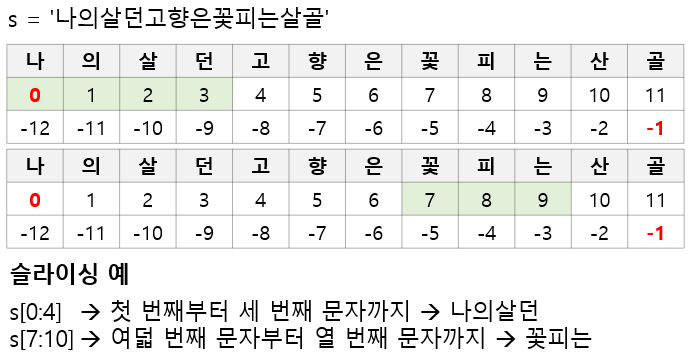 s = '나의살던고향은꽃피는살골'
나 의 살 던 고 향 은 꽃 피 는 산 골
0 1 2 3 4 5 6 7 8 9 10 11
-12 -11 -10 -9 -8 -7 -6 -5 -4 -3 -2 -1
나 의 살 던 고 향 은 꽃 피 는 산 골
0 1 2 3 4 5 6 7 8 9 10 11
-12 -11 -10 -9 -8 -7 -6 -5 -4 -3 -2 -1
슬라이싱 예
s[0:4] → 첫 번째부터 세 번째 문자까지 → 나의살던
s[7:10] → 여덟 번째 문자부터 열 번째 문자까지 → 꽃피는